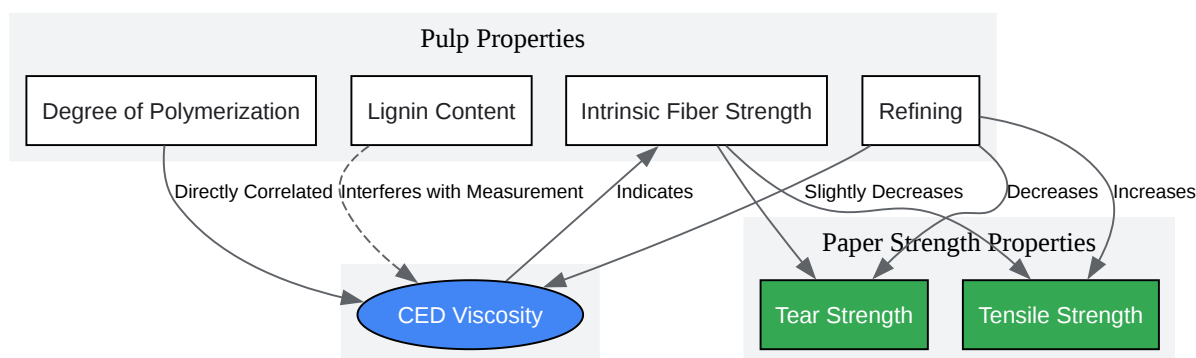 Pulp Properties
Degree of Polymerization
Lignin Content
Intrinsic Fiber Strength
Refining
Directly Correlated
Interferes with Measurement
Indicates
Slightly Decreases
Decreases
Increases
Paper Strength Properties
CED Viscosity
Tear Strength
Tensile Strength